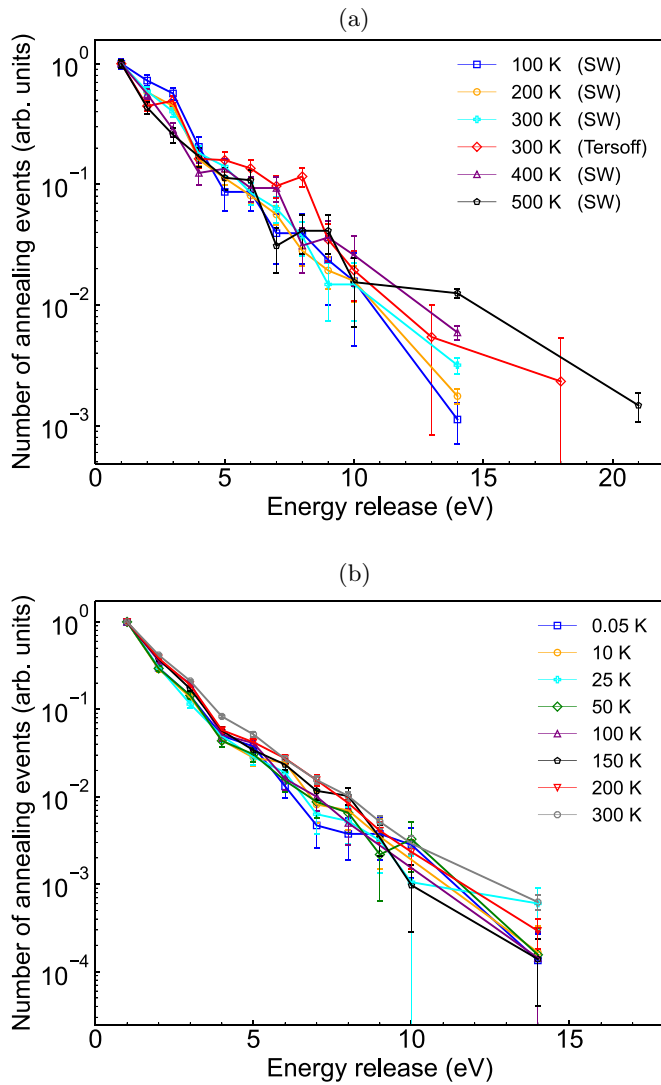 (a)
Number of annealing events (arb. units)
10^0
10^−1
10^−2
10^−3
100 K (SW)
200 K (SW)
300 K (SW)
300 K (Tersoff)
400 K (SW)
500 K (SW)
0 5 10 15 20
Energy release (eV)
(b)
Number of annealing events (arb. units)
10^0
10^−1
10^−2
10^−3
10^−4
0.05 K
10 K
25 K
50 K
100 K
150 K
200 K
300 K
0 5 10 15
Energy release (eV)